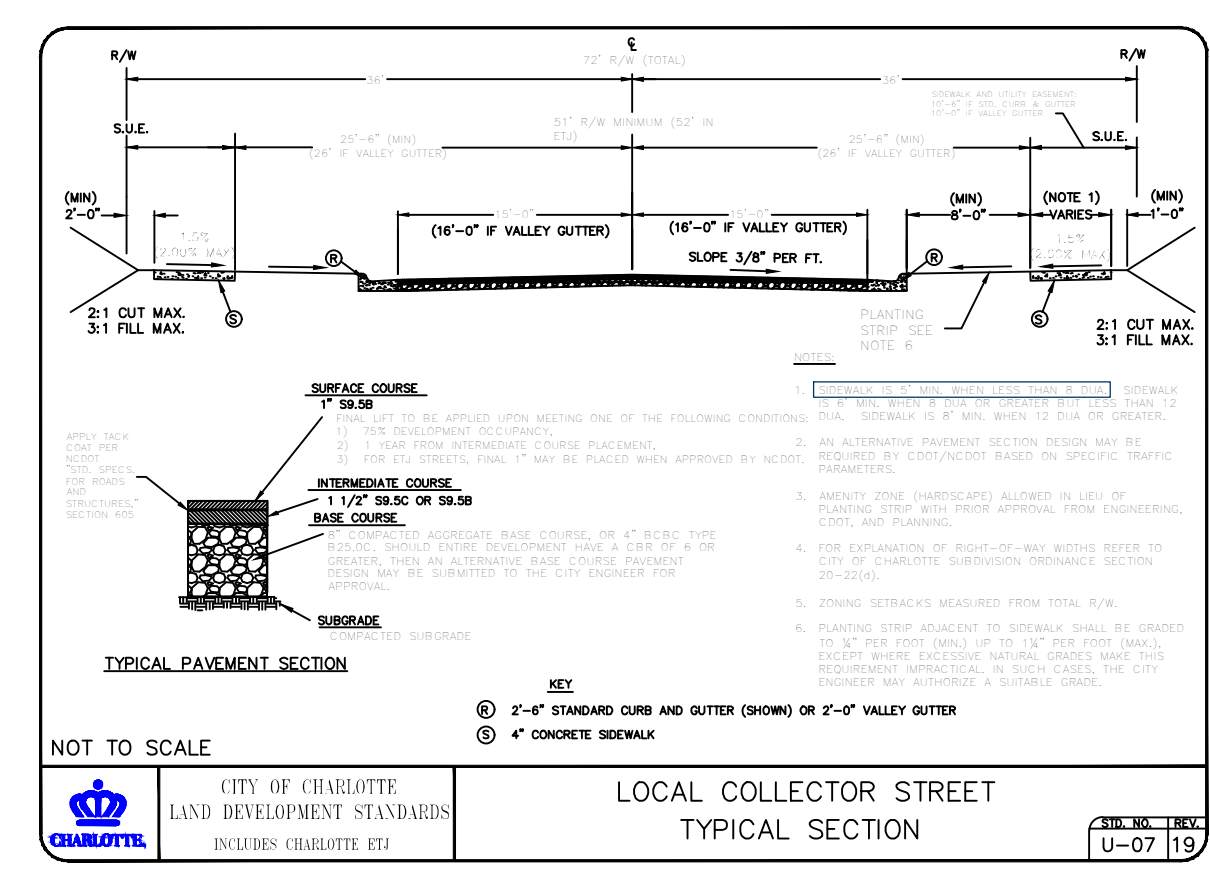 R/W
℄
R/W
72' R/W (TOTAL)
36'
36'
SIDEWALK AND UTILITY EASEMENT:
10'-6" IF STD. CURB & GUTTER
10'-0" IF VALLEY GUTTER
S.U.E.
51' R/W MINIMUM (52' IN
ETJ)
S.U.E.
25'-6" (MIN)
(26' IF VALLEY GUTTER)
25'-6" (MIN)
(26' IF VALLEY GUTTER)
(MIN)
2'-0"
15'-0"
(16'-0" IF VALLEY GUTTER)
15'-0"
(16'-0" IF VALLEY GUTTER)
(MIN)
8'-0"
(NOTE 1)
VARIES
(MIN)
1'-0"
1.5%
(2.00% MAX)
R
SLOPE 3/8" PER FT.
R
1.5%
(2.00% MAX)
2:1 CUT MAX.
3:1 FILL MAX.
S
PLANTING
STRIP SEE
NOTE 6
S
2:1 CUT MAX.
3:1 FILL MAX.
SURFACE COURSE
1" S9.5B
FINAL LIFT TO BE APPLIED UPON MEETING ONE OF THE FOLLOWING CONDITIONS:
1) 75% DEVELOPMENT OCCUPANCY,
2) 1 YEAR FROM INTERMEDIATE COURSE PLACEMENT,
3) FOR ETJ STREETS, FINAL 1" MAY BE PLACED WHEN APPROVED BY NCDOT.
APPLY TACK
COAT PER
NCDOT
"STD. SPECS.
FOR ROADS
AND
STRUCTURES,"
SECTION 605
INTERMEDIATE COURSE
1 1/2" S9.5C OR S9.5B
BASE COURSE
8" COMPACTED AGGREGATE BASE COURSE, OR 4" BCBC TYPE
B25.0C. SHOULD ENTIRE DEVELOPMENT HAVE A CBR OF 6 OR
GREATER, THEN AN ALTERNATIVE BASE COURSE PAVEMENT
DESIGN MAY BE SUBMITTED TO THE CITY ENGINEER FOR
APPROVAL.
SUBGRADE
COMPACTED SUBGRADE
TYPICAL PAVEMENT SECTION
NOTES:
1. SIDEWALK IS 5' MIN. WHEN LESS THAN 8 DUA. SIDEWALK
IS 6' MIN. WHEN 8 DUA OR GREATER BUT LESS THAN 12
DUA. SIDEWALK IS 8' MIN. WHEN 12 DUA OR GREATER.
2. AN ALTERNATIVE PAVEMENT SECTION DESIGN MAY BE
REQUIRED BY CDOT/NCDOT BASED ON SPECIFIC TRAFFIC
PARAMETERS.
3. AMENITY ZONE (HARDSCAPE) ALLOWED IN LIEU OF
PLANTING STRIP WITH PRIOR APPROVAL FROM ENGINEERING,
CDOT, AND PLANNING.
4. FOR EXPLANATION OF RIGHT-OF-WAY WIDTHS REFER TO
CITY OF CHARLOTTE SUBDIVISION ORDINANCE SECTION
20-22(d).
5. ZONING SETBACKS MEASURED FROM TOTAL R/W.
6. PLANTING STRIP ADJACENT TO SIDEWALK SHALL BE GRADED
TO ¼" PER FOOT (MIN.) UP TO 1¼" PER FOOT (MAX.),
EXCEPT WHERE EXCESSIVE NATURAL GRADES MAKE THIS
REQUIREMENT IMPRACTICAL. IN SUCH CASES, THE CITY
ENGINEER MAY AUTHORIZE A SUITABLE GRADE.
KEY
R 2'-6" STANDARD CURB AND GUTTER (SHOWN) OR 2'-0" VALLEY GUTTER
S 4" CONCRETE SIDEWALK
NOT TO SCALE
CHARLOTTE.
CITY OF CHARLOTTE
LAND DEVELOPMENT STANDARDS
INCLUDES CHARLOTTE ETJ
LOCAL COLLECTOR STREET
TYPICAL SECTION
STD. NO. REV.
U-07 19